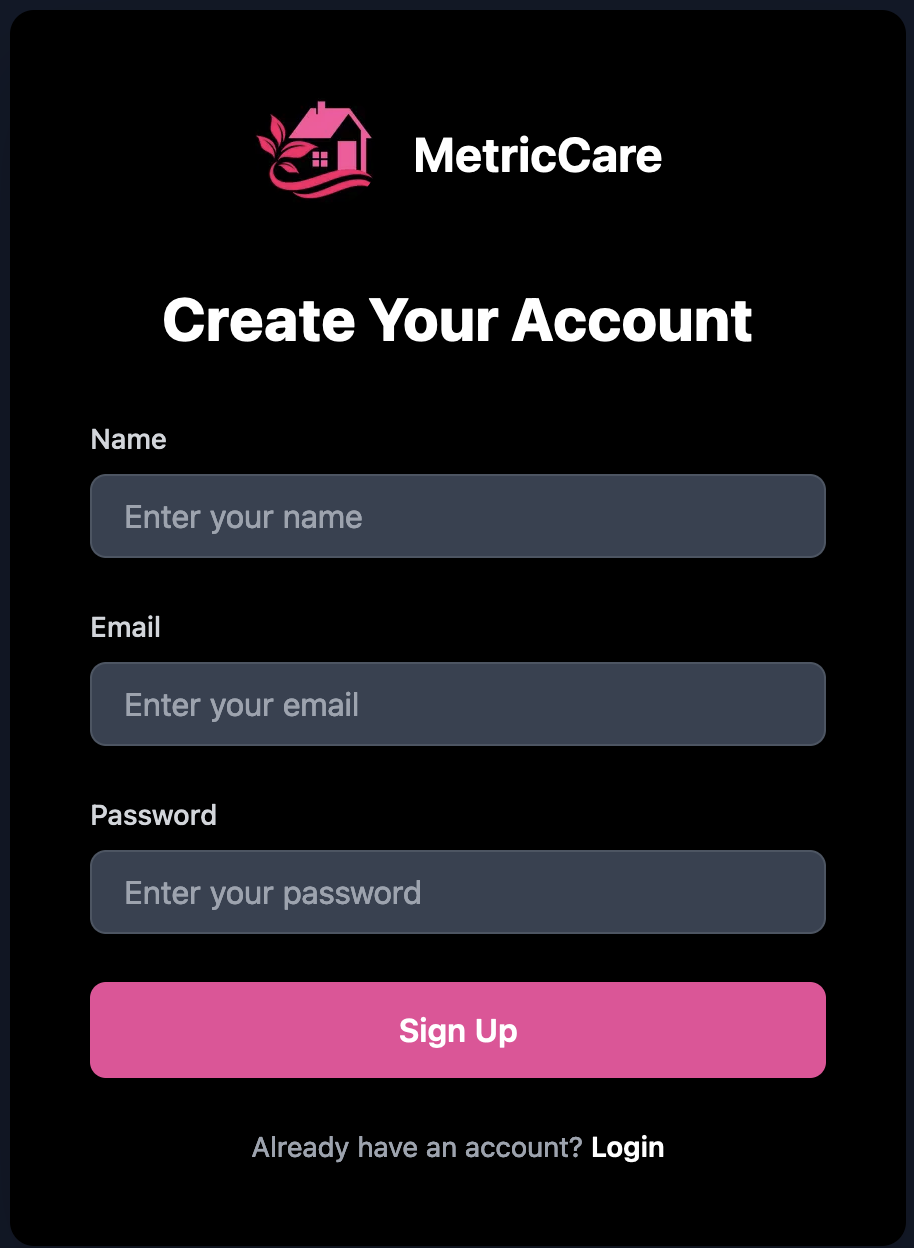 MetricCare
Create Your Account
Name
Enter your name
Email
Enter your email
Password
Enter your password
Sign Up
Already have an account? Login